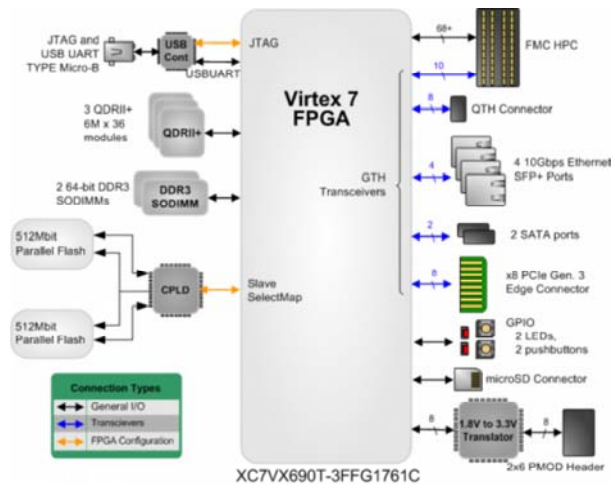 JTAG and
USB UART
TYPE Micro-B
USB
Cont
JTAG
USBUART
3 QDRII+
6M x 36
modules
QDRII+
2 64-bit DDR3
SODIMMs
DDR3
SODIMM
512Mbit
Parallel Flash
CPLD
Slave
SelectMap
512Mbit
Parallel Flash
Connection Types
General I/O
Transcievers
FPGA Configuration
Virtex 7
FPGA
GTH
Transceivers
68+
FMC HPC
10
8
QTH Connector
4
4 10Gbps Ethernet
SFP+ Ports
2
2 SATA ports
8
x8 PCIe Gen. 3
Edge Connector
GPIO
2 LEDs,
2 pushbuttons
microSD Connector
8
1.8V to 3.3V
Translator
8
2x6 PMOD Header
XC7VX690T-3FFG1761C